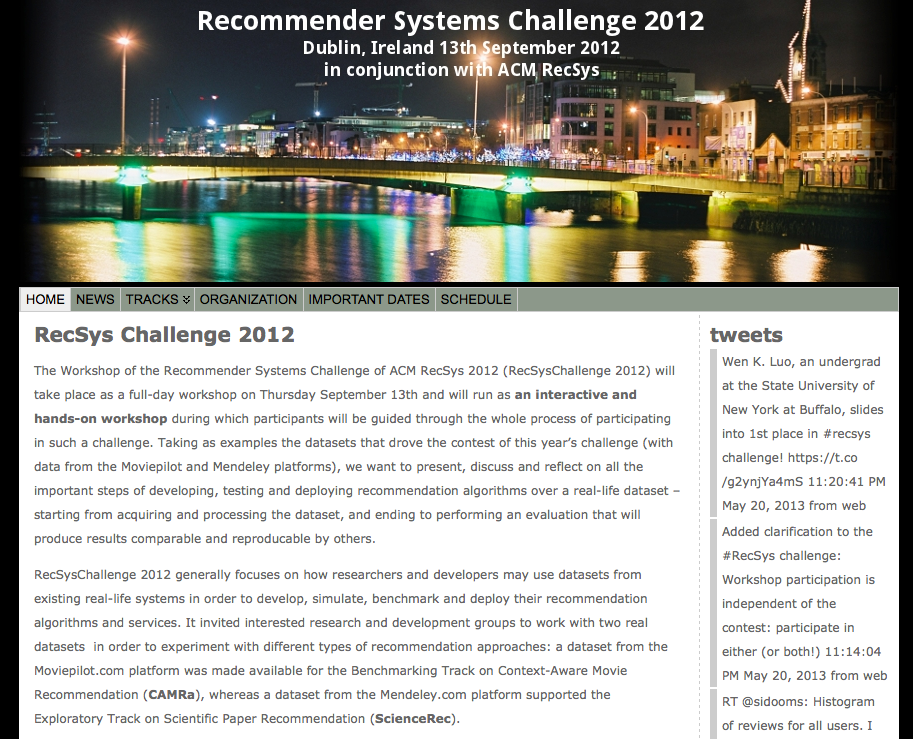 Recommender Systems Challenge 2012
Dublin, Ireland 13th September 2012
in conjunction with ACM RecSys
HOME NEWS TRACKS ORGANIZATION IMPORTANT DATES SCHEDULE
RecSys Challenge 2012
The Workshop of the Recommender Systems Challenge of ACM RecSys 2012 (RecSysChallenge 2012) will
take place as a full-day workshop on Thursday September 13th and will run as an interactive and
hands-on workshop during which participants will be guided through the whole process of participating
in such a challenge. Taking as examples the datasets that drove the contest of this year’s challenge (with
data from the Moviepilot and Mendeley platforms), we want to present, discuss and reflect on all the
important steps of developing, testing and deploying recommendation algorithms over a real-life dataset –
starting from acquiring and processing the dataset, and ending to performing an evaluation that will
produce results comparable and reproducable by others.
RecSysChallenge 2012 generally focuses on how researchers and developers may use datasets from
existing real-life systems in order to develop, simulate, benchmark and deploy their recommendation
algorithms and services. It invited interested research and development groups to work with two real
datasets in order to experiment with different types of recommendation approaches: a dataset from the
Moviepilot.com platform was made available for the Benchmarking Track on Context-Aware Movie
Recommendation (CAMRa), whereas a dataset from the Mendeley.com platform supported the
Exploratory Track on Scientific Paper Recommendation (ScienceRec).
tweets
Wen K. Luo, an undergrad
at the State University of
New York at Buffalo, slides
into 1st place in #recsys
challenge! https://t.co
/g2ynjYa4mS 11:20:41 PM
May 20, 2013 from web
Added clarification to the
#RecSys challenge:
Workshop participation is
independent of the
contest: participate in
either (or both!) 11:14:04
PM May 20, 2013 from web
RT @sidooms: Histogram
of reviews for all users. I